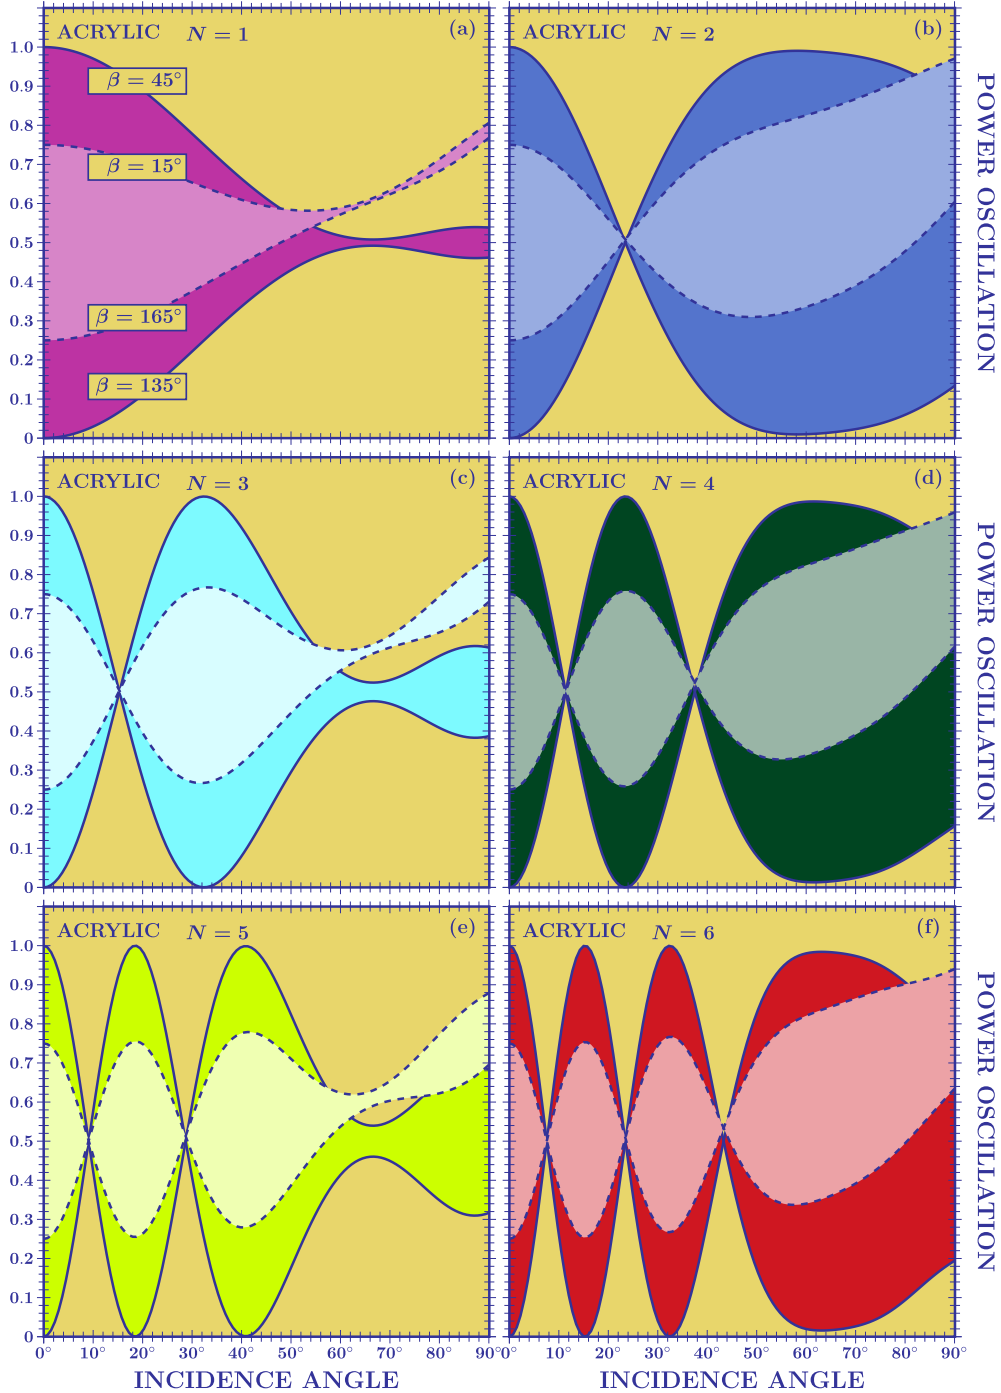 ACRYLIC N = 1 (a)
1.0
0.9
0.8
0.7
0.6
0.5
0.4
0.3
0.2
0.1
0
β = 45°
β = 15°
β = 165°
β = 135°
ACRYLIC N = 2 (b)
POWER OSCILLATION
ACRYLIC N = 3 (c)
1.0
0.9
0.8
0.7
0.6
0.5
0.4
0.3
0.2
0.1
0
ACRYLIC N = 4 (d)
POWER OSCILLATION
ACRYLIC N = 5 (e)
1.0
0.9
0.8
0.7
0.6
0.5
0.4
0.3
0.2
0.1
0
ACRYLIC N = 6 (f)
POWER OSCILLATION
0° 10° 20° 30° 40° 50° 60° 70° 80° 90°
0° 10° 20° 30° 40° 50° 60° 70° 80° 90°
INCIDENCE ANGLE
INCIDENCE ANGLE